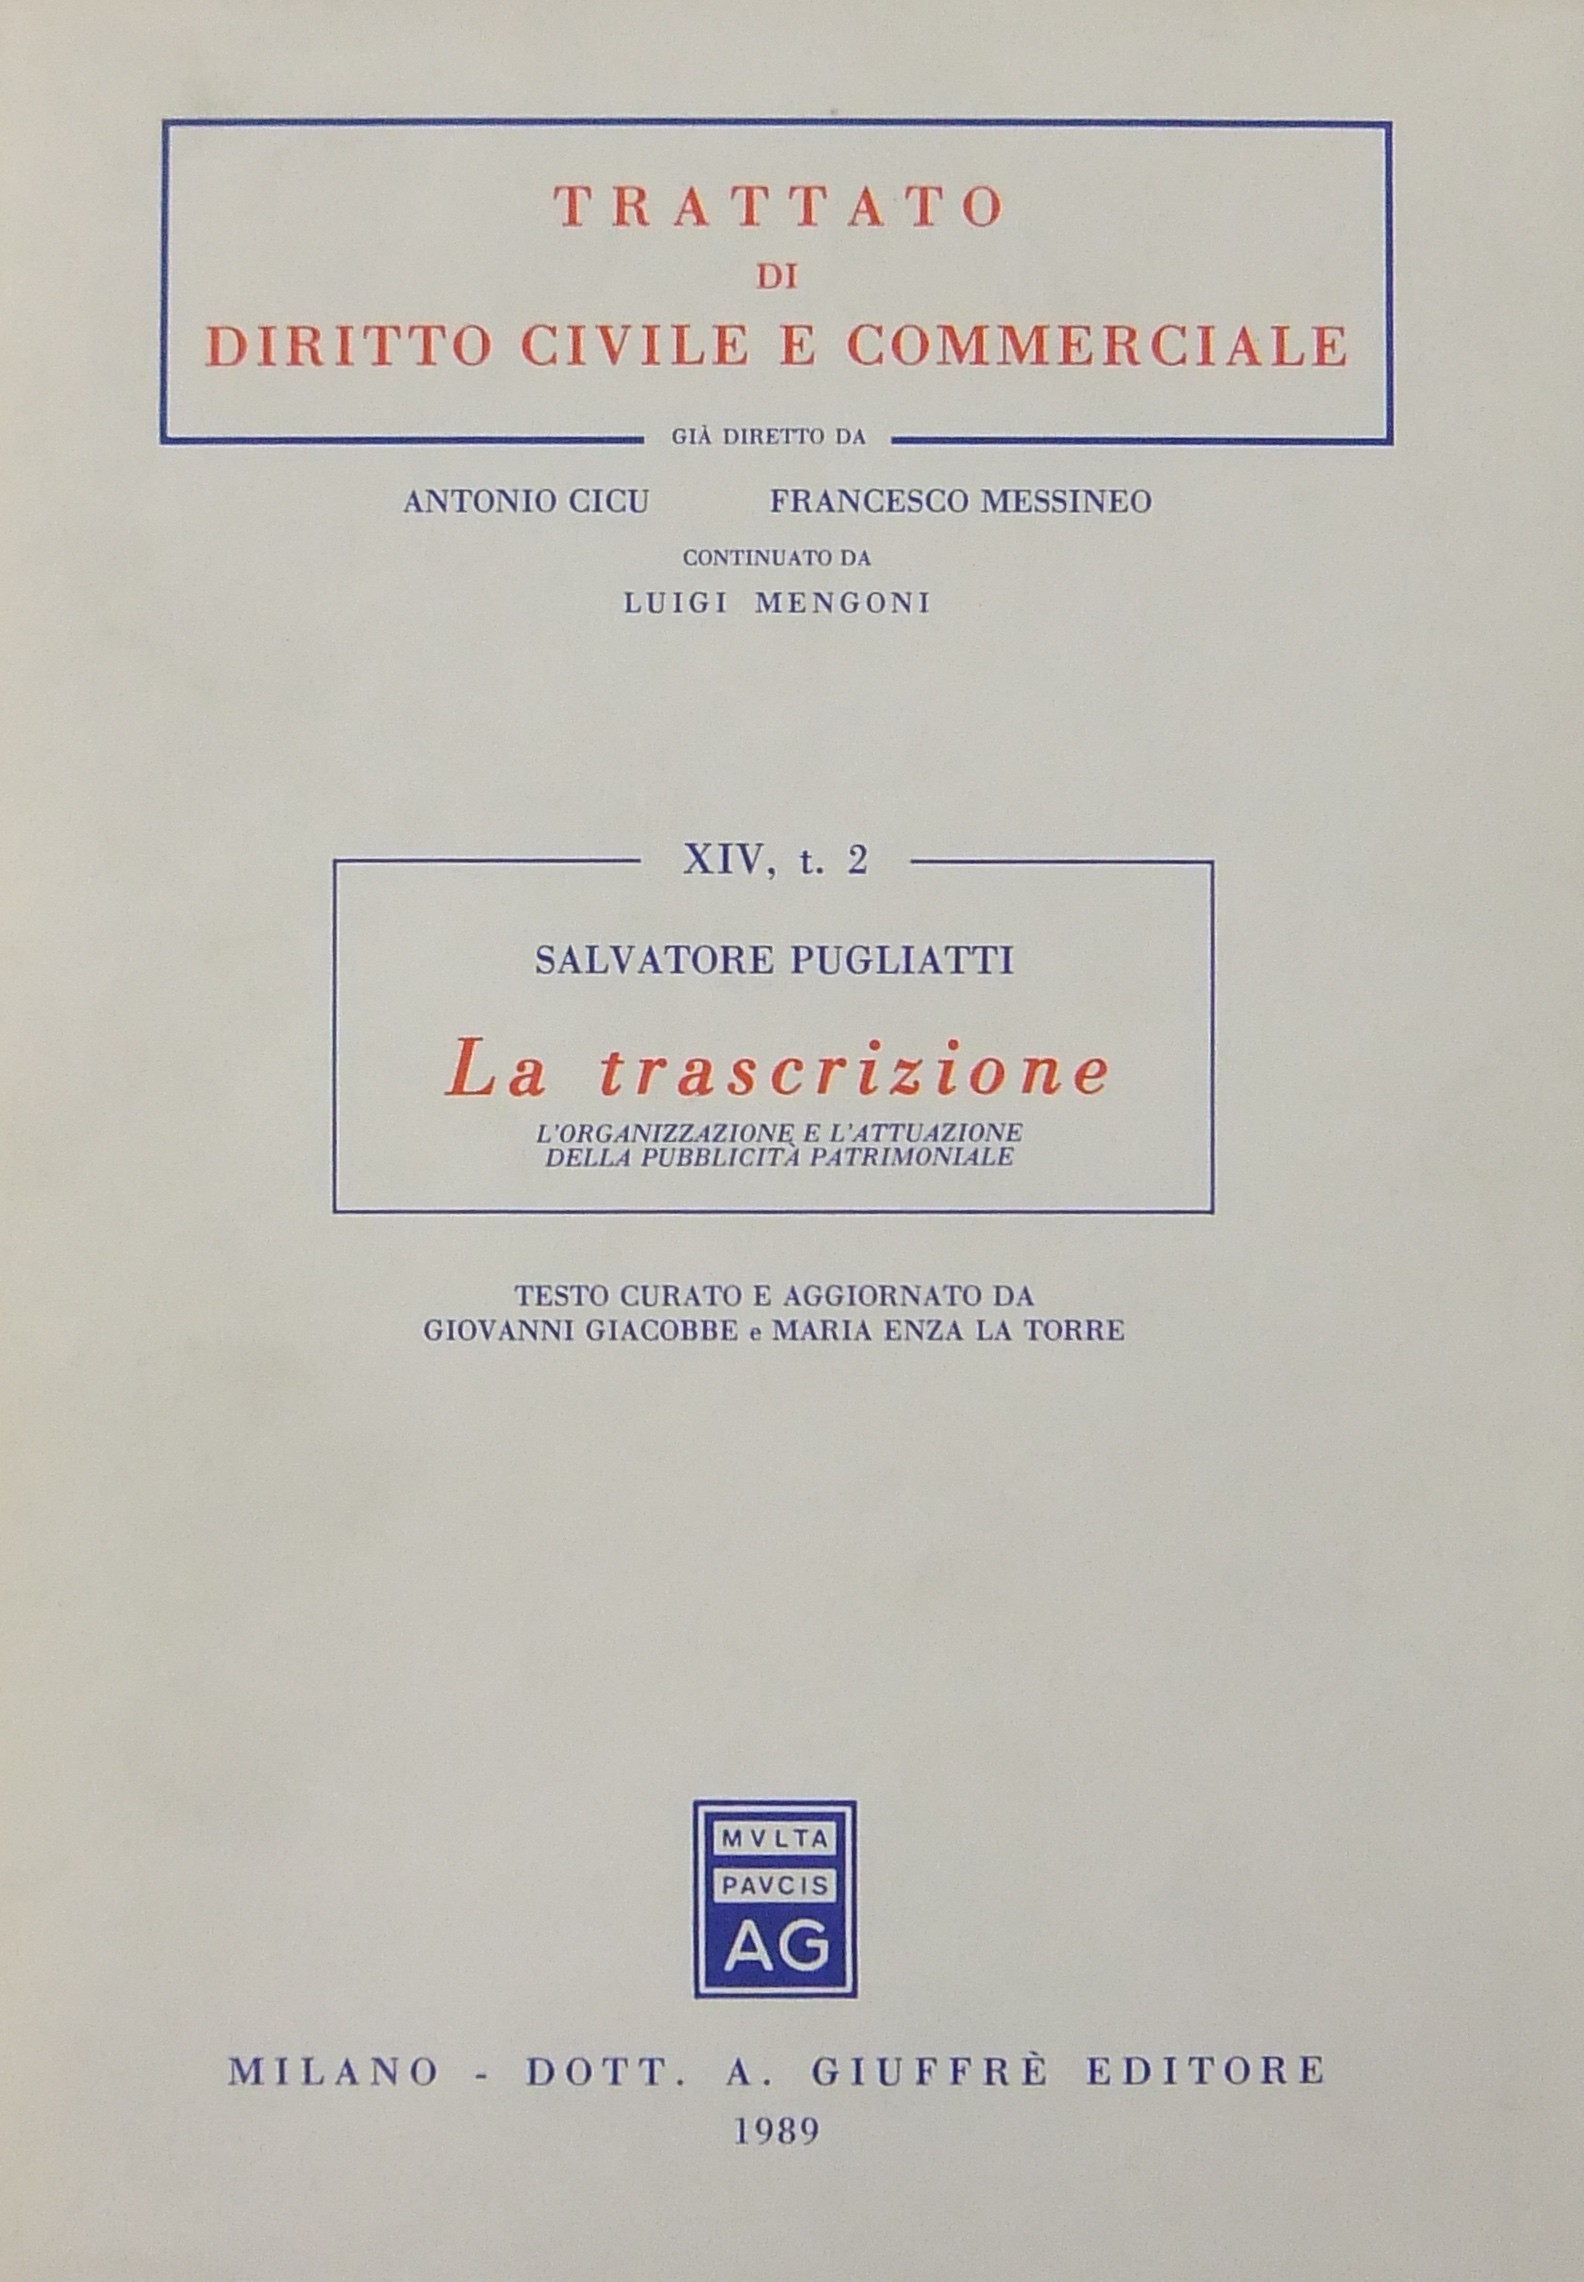 TRATTATO
DI
DIRITTO CIVILE E COMMERCIALE
GIÀ DIRETTO DA
ANTONIO CICU FRANCESCO MESSINEO
CONTINUATO DA
LUIGI MENGONI
XIV, t. 2
SALVATORE PUGLIATTI
La trascrizione
L'ORGANIZZAZIONE E L'ATTUAZIONE
DELLA PUBBLICITÀ PATRIMONIALE
TESTO CURATO E AGGIORNATO DA
GIOVANNI GIACOBBE e MARIA ENZA LA TORRE
MVLTA
PAVCIS
AG
MILANO - DOTT. A. GIUFFRÈ EDITORE
1989